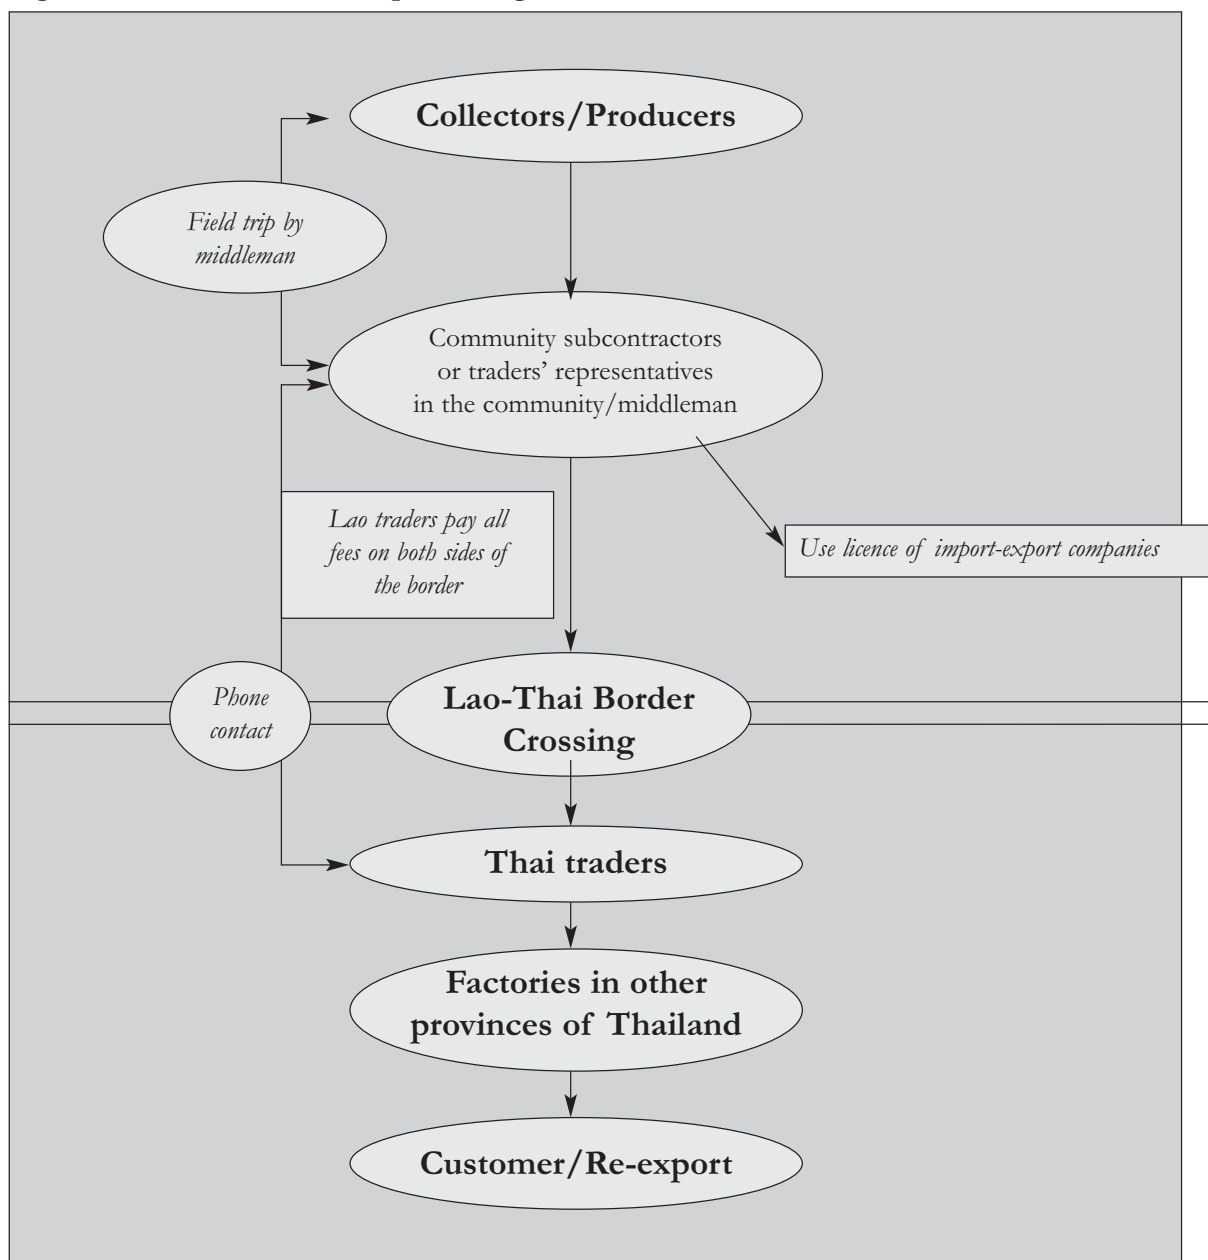 Collectors/Producers
Field trip by
middleman
Community subcontractors
or traders’ representatives
in the community/middleman
Lao traders pay all
fees on both sides of
the border
Use licence of import-export companies
Phone
contact
Lao-Thai Border
Crossing
Thai traders
Factories in other
provinces of Thailand
Customer/Re-export